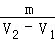 m
V₂ - V₁